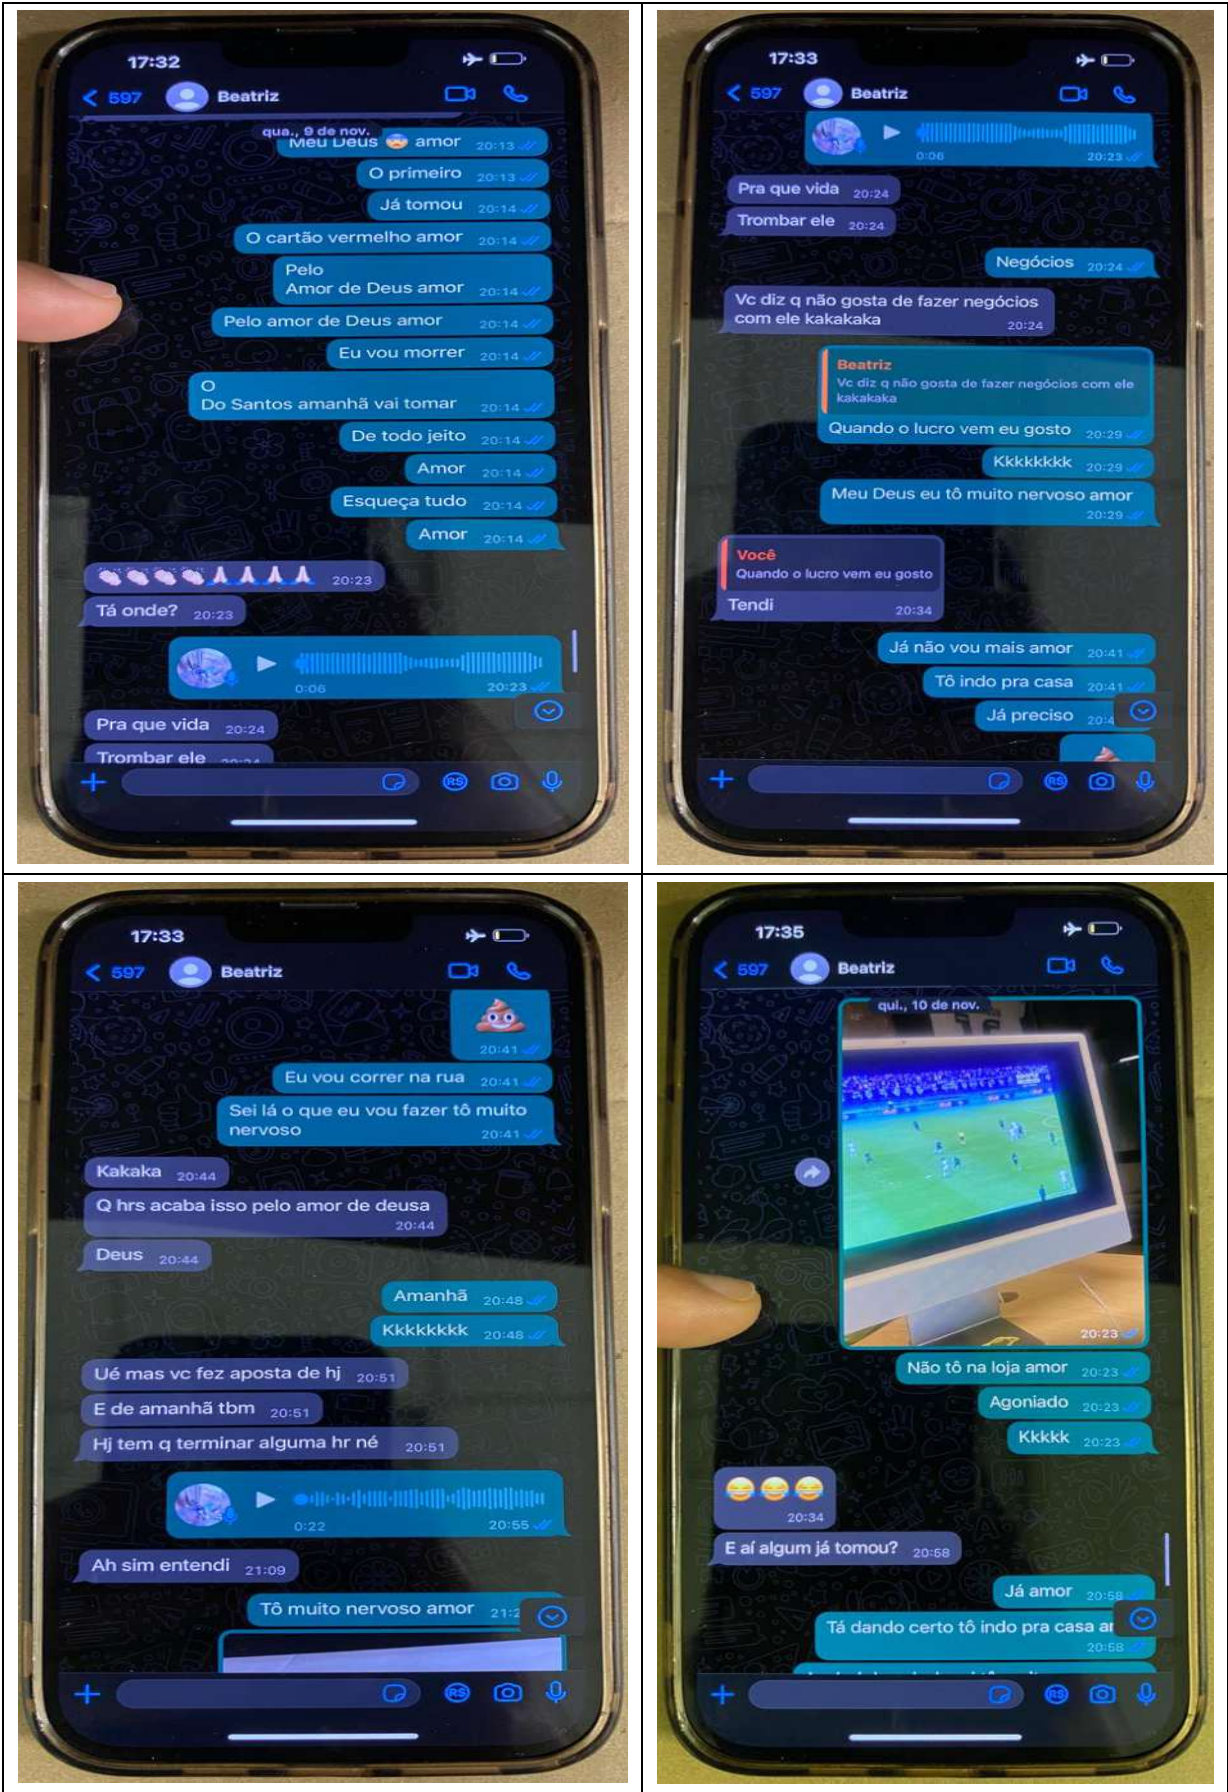 17:32
597
Beatriz
qua., 9 de nov.
Meu Deus 😨 amor 20:13
O primeiro 20:13
Já tomou 20:14
O cartão vermelho amor 20:14
Pelo
Amor de Deus amor 20:14
Pelo amor de Deus amor 20:14
Eu vou morrer 20:14
O
Do Santos amanhã vai tomar 20:14
De todo jeito 20:14
Amor 20:14
Esqueça tudo 20:14
Amor 20:14
👏👏👏👏🙏🙏🙏🙏 20:23
Tá onde? 20:23
0:06 20:23
Pra que vida 20:24
Trombar ele
RS
17:33
597
Beatriz
0:06 20:23
Pra que vida 20:24
Trombar ele 20:24
Negócios 20:24
Vc diz q não gosta de fazer negócios
com ele kakakaka 20:24
Beatriz
Vc diz q não gosta de fazer negócios com ele
kakakaka
Quando o lucro vem eu gosto 20:29
Kkkkkkkk 20:29
Meu Deus eu tô muito nervoso amor
20:29
Você
Quando o lucro vem eu gosto
Tendi 20:34
Já não vou mais amor 20:41
Tô indo pra casa 20:41
Já preciso
RS
17:33
597
Beatriz
💩
20:41
Eu vou correr na rua 20:41
Sei lá o que eu vou fazer tô muito
nervoso 20:41
Kakaka 20:44
Q hrs acaba isso pelo amor de deusa
20:44
Deus 20:44
Amanhã 20:48
Kkkkkkkk 20:48
Ué mas vc fez aposta de hj 20:51
E de amanhã tbm 20:51
Hj tem q terminar alguma hr né 20:51
0:22 20:55
Ah sim entendi 21:09
Tô muito nervoso amor
RS
17:35
597
Beatriz
qui., 10 de nov.
20:23
Não tô na loja amor 20:23
Agoniado 20:23
Kkkkk 20:23
😂😂😂
20:34
E aí algum já tomou? 20:58
Já amor 20:58
Tá dando certo tô indo pra casa
20:58
RS